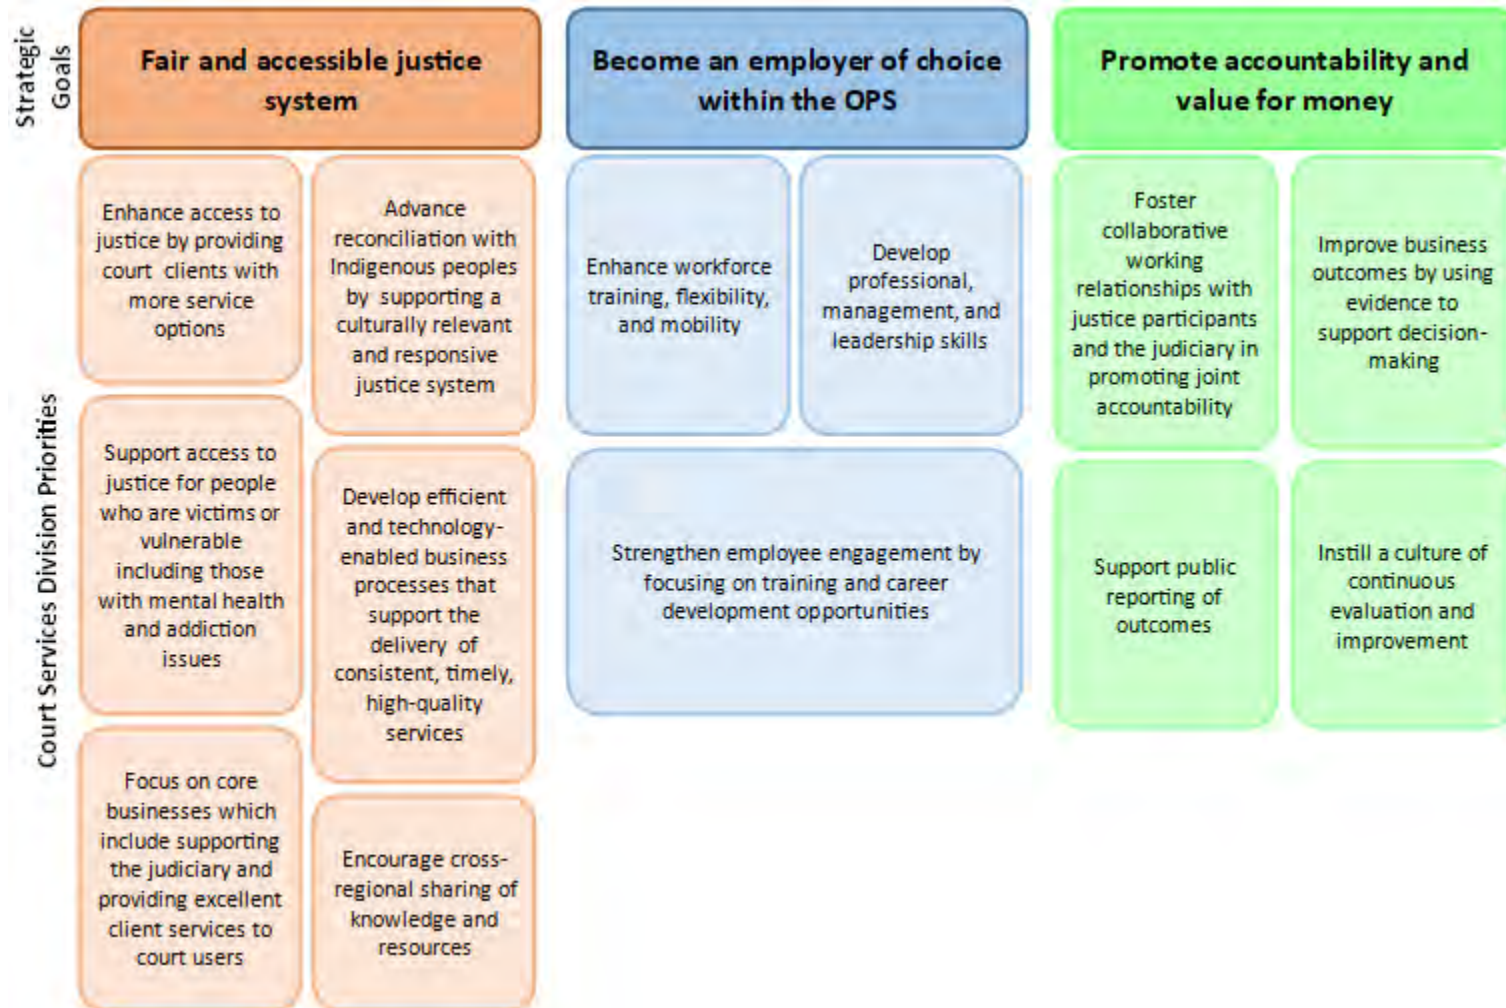 Strategic
Goals
Fair and accessible justice
system
Become an employer of choice
within the OPS
Promote accountability and
value for money
Court Services Division Priorities
Enhance access to
justice by providing
court clients with
more service
options
Advance
reconciliation with
Indigenous peoples
by supporting a
culturally relevant
and responsive
justice system
Support access to
justice for people
who are victims or
vulnerable
including those
with mental health
and addiction
issues
Develop efficient
and technology-
enabled business
processes that
support the
delivery of
consistent, timely,
high-quality
services
Focus on core
businesses which
include supporting
the judiciary and
providing excellent
client services to
court users
Encourage cross-
regional sharing of
knowledge and
resources
Enhance workforce
training, flexibility,
and mobility
Develop
professional,
management, and
leadership skills
Strengthen employee engagement by
focusing on training and career
development opportunities
Foster
collaborative
working
relationships with
justice participants
and the judiciary in
promoting joint
accountability
Improve business
outcomes by using
evidence to
support decision-
making
Support public
reporting of
outcomes
Instill a culture of
continuous
evaluation and
improvement